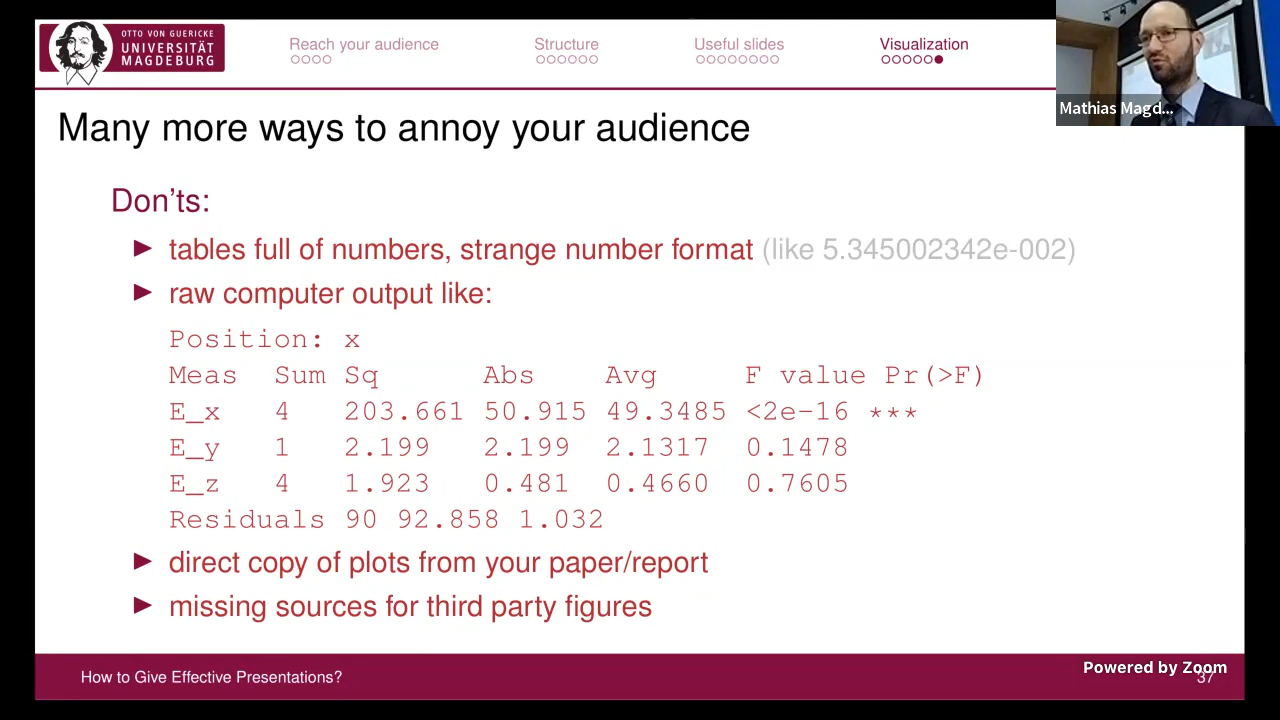 OTTO VON GUERICKE
UNIVERSITÄT
MAGDEBURG
Reach your audience
Structure
Useful slides
Visualization
Mathias Magd...
Many more ways to annoy your audience
Don'ts:
tables full of numbers, strange number format (like 5.345002342e-002)
raw computer output like:
Position: x
Meas Sum Sq Abs Avg F value Pr(>F)
E_x 4 203.661 50.915 49.3485 <2e-16 ***
E_y 1 2.199 2.199 2.1317 0.1478
E_z 4 1.923 0.481 0.4660 0.7605
Residuals 90 92.858 1.032
direct copy of plots from your paper/report
missing sources for third party figures
How to Give Effective Presentations?
Powered by Zoom
37